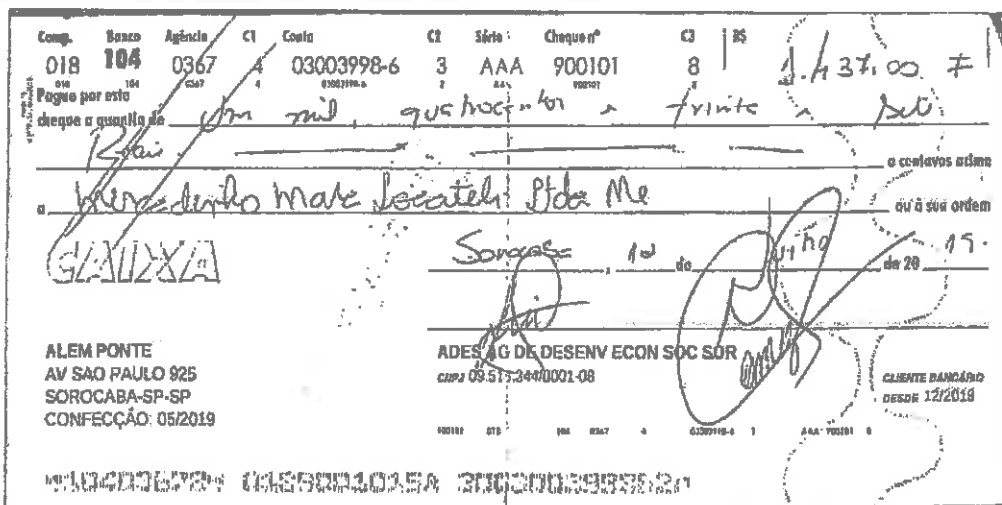 Comp. Banco Agência C1 Conta C2 Série Cheque nº C3 R$
018 104 0367 4 03003998-6 3 AAA 900101 8 1.437,00 #
Pague por este
cheque a quantia de Um mil, quatrocentos e trinta e sete
Reais e centavos acima
a Mercadinho Locatelli Ltda Me ou à sua ordem
CAIXA
Sorocaba, 10 de de 20 19.
ALEM PONTE
AV SAO PAULO 925
SOROCABA-SP-SP
CONFECÇÃO: 05/2019
ADES AG DE DESENV ECON SOC SOR
CNPJ 09.515.344/0001-08
CLIENTE BANCÁRIO
DESDE 12/2018